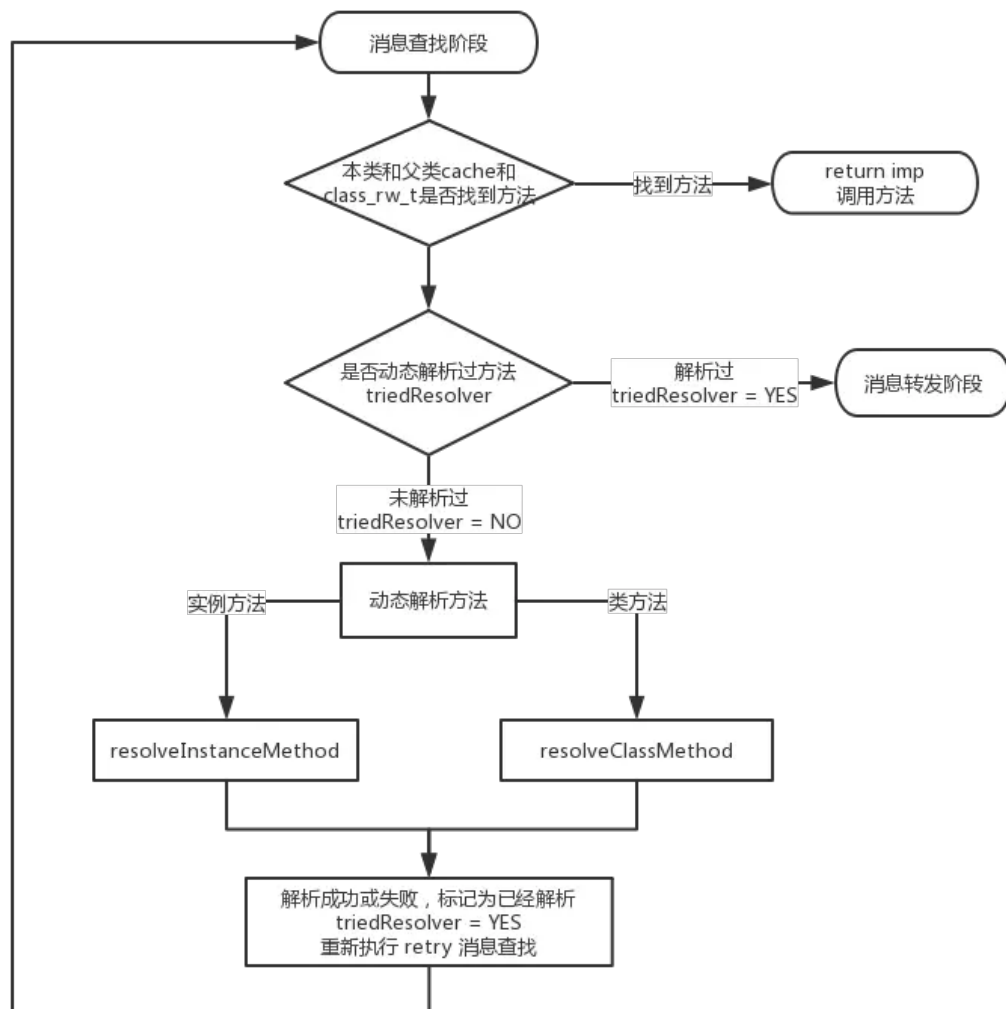 消息查找阶段
本类和父类cache和
class_rw_t是否找到方法
找到方法
return imp
调用方法
是否动态解析过方法
triedResolver
解析过
triedResolver = YES
消息转发阶段
未解析过
triedResolver = NO
动态解析方法
实例方法
类方法
resolveInstanceMethod
resolveClassMethod
解析成功或失败，标记为已经解析
triedResolver = YES
重新执行 retry 消息查找